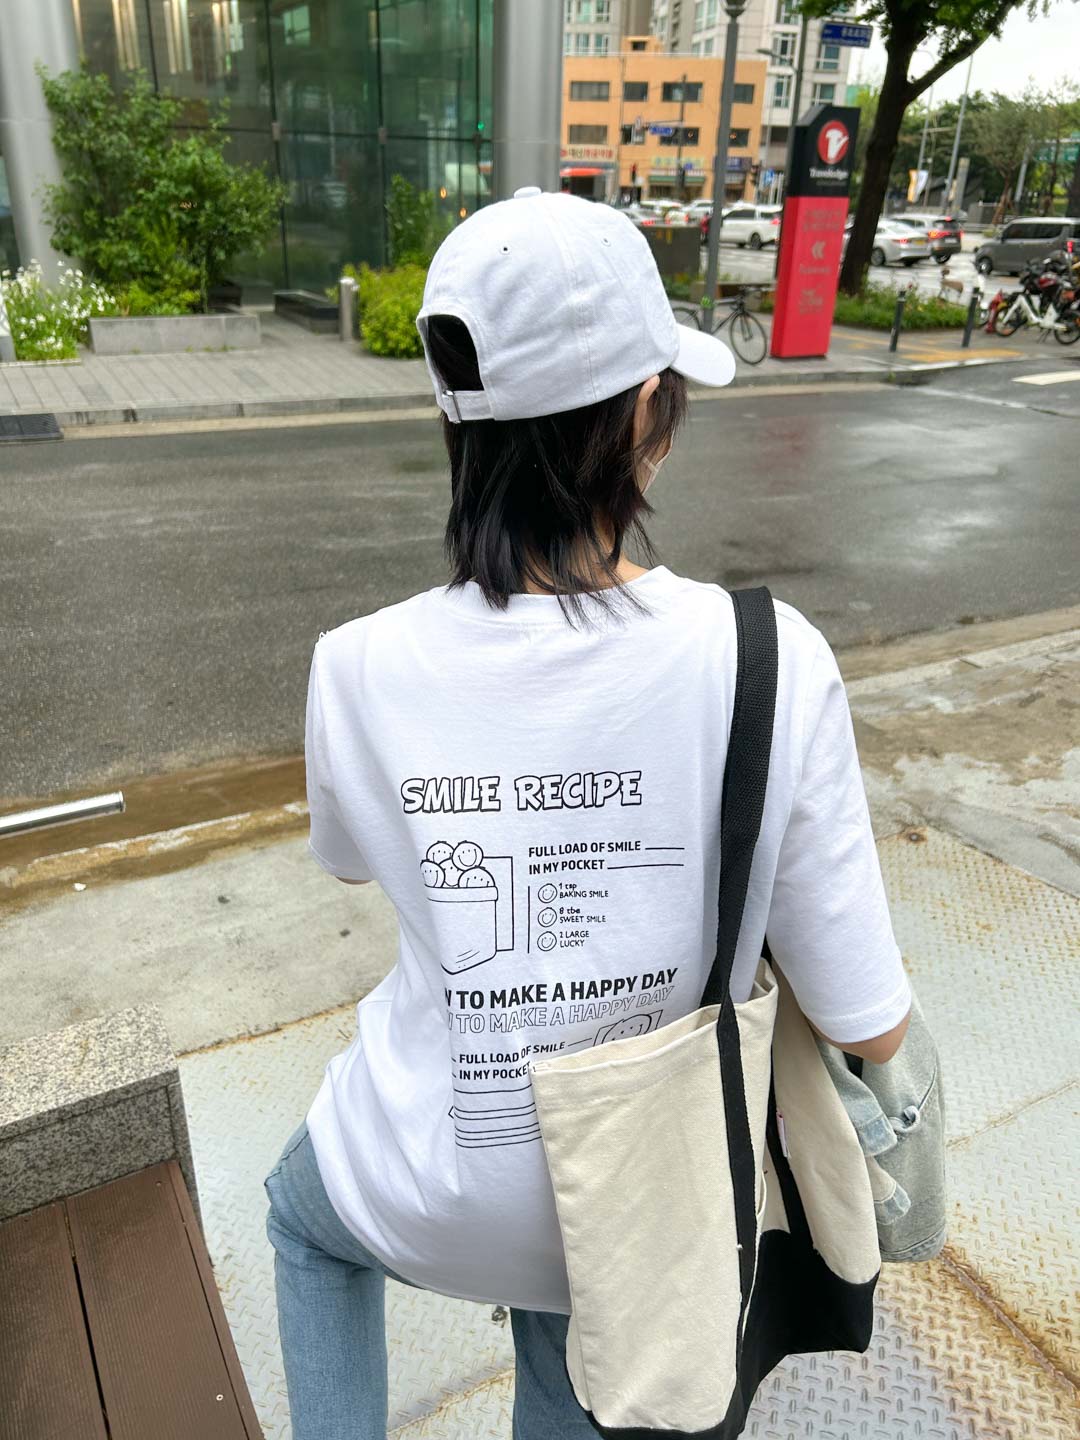 Travelodge
SMILE RECIPE
FULL LOAD OF SMILE
IN MY POCKET
1 tsp
BAKING SMILE
8 tbs
SWEET SMILE
2 LARGE
LUCKY
TO MAKE A HAPPY DAY
TO MAKE A HAPPY DAY
FULL LOAD OF SMILE
IN MY POCKET